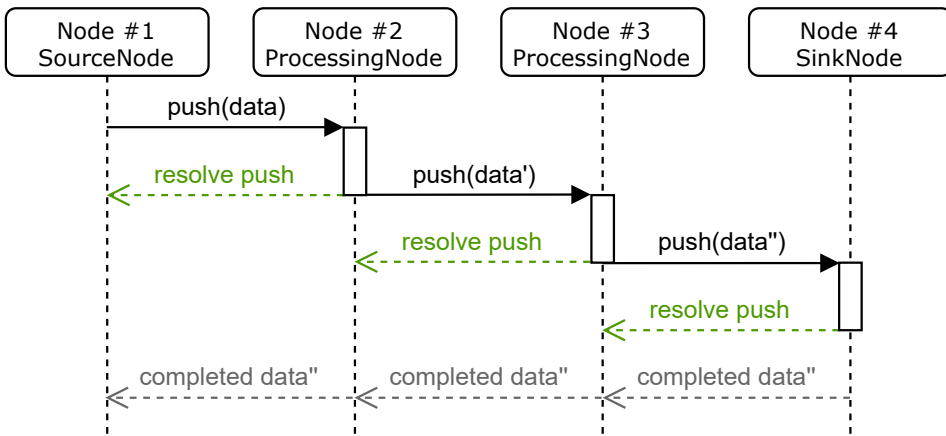 Node #1
SourceNode
Node #2
ProcessingNode
Node #3
ProcessingNode
Node #4
SinkNode
push(data)
resolve push
push(data')
resolve push
push(data'')
resolve push
completed data''
completed data''
completed data''